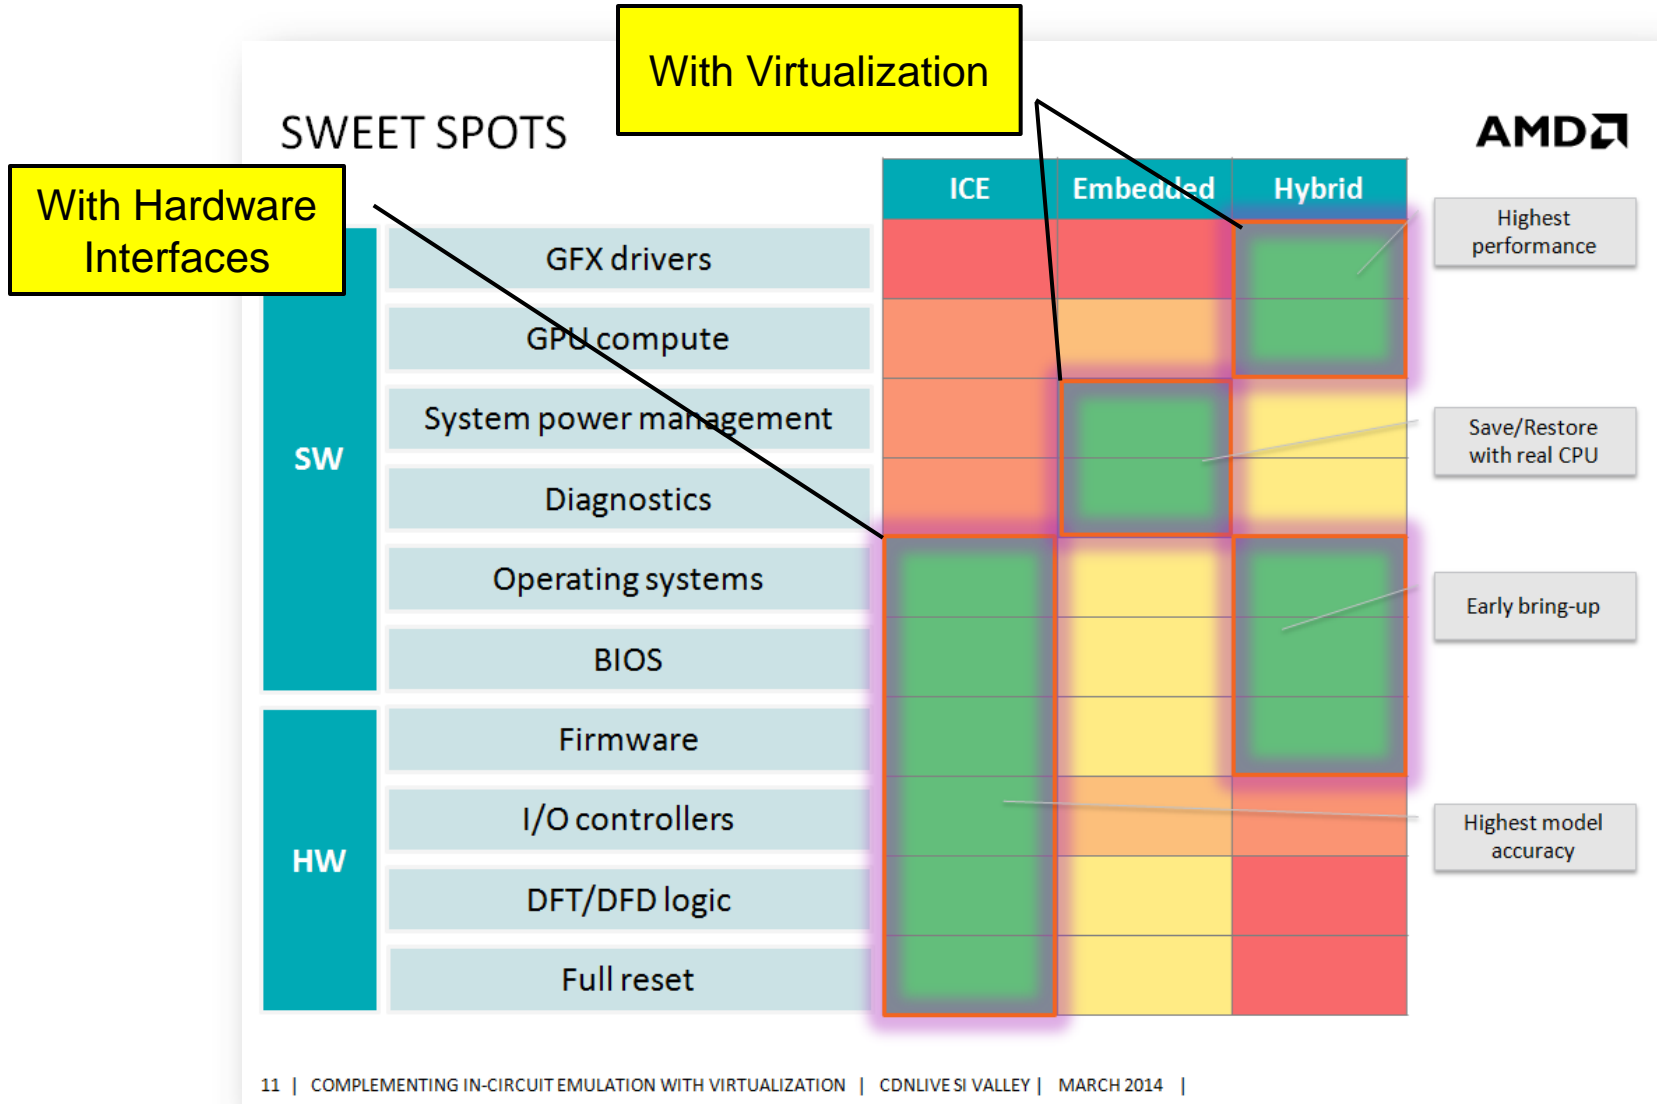 With Virtualization
SWEET SPOTS
AMD
With Hardware
Interfaces
ICE
Embedded
Hybrid
SW
GFX drivers
GPU compute
System power management
Diagnostics
Operating systems
BIOS
HW
Firmware
I/O controllers
DFT/DFD logic
Full reset
Highest
performance
Save/Restore
with real CPU
Early bring-up
Highest model
accuracy
11 | COMPLEMENTING IN-CIRCUIT EMULATION WITH VIRTUALIZATION | CDNLIVE SI VALLEY | MARCH 2014 |